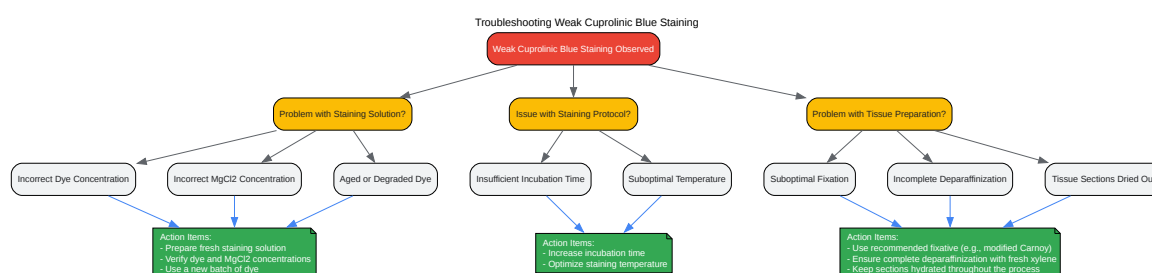 Troubleshooting Weak Cuprolinic Blue Staining
Weak Cuprolinic Blue Staining Observed
Problem with Staining Solution?
Issue with Staining Protocol?
Problem with Tissue Preparation?
Incorrect Dye Concentration
Incorrect MgCl2 Concentration
Aged or Degraded Dye
Insufficient Incubation Time
Suboptimal Temperature
Suboptimal Fixation
Incomplete Deparaffinization
Tissue Sections Dried Ou
Action Items:
- Prepare fresh staining solution
- Verify dye and MgCl2 concentrations
- Use a new batch of dye
Action Items:
- Increase incubation time
- Optimize staining temperature
Action Items:
- Use recommended fixative (e.g., modified Carnoy)
- Ensure complete deparaffinization with fresh xylene
- Keep sections hydrated throughout the process